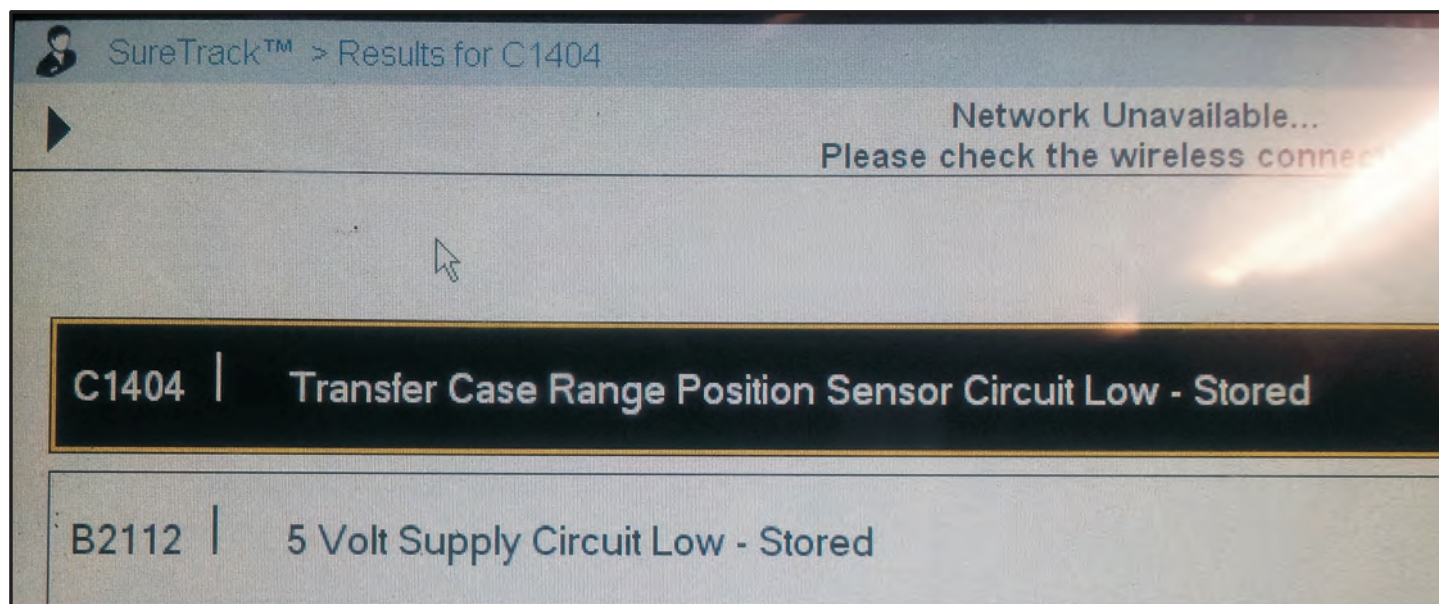 SureTrack™ > Results for C1404
Network Unavailable...
Please check the wireless
C1404 | Transfer Case Range Position Sensor Circuit Low - Stored
B2112 | 5 Volt Supply Circuit Low - Stored